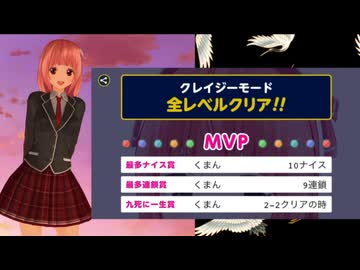 クレイジーモード
全レベルクリア!!
MVP
最多ナイス賞 くまん 10ナイス
最多連鎖賞 くまん 9連鎖
九死に一生賞 くまん 2-2クリアの時